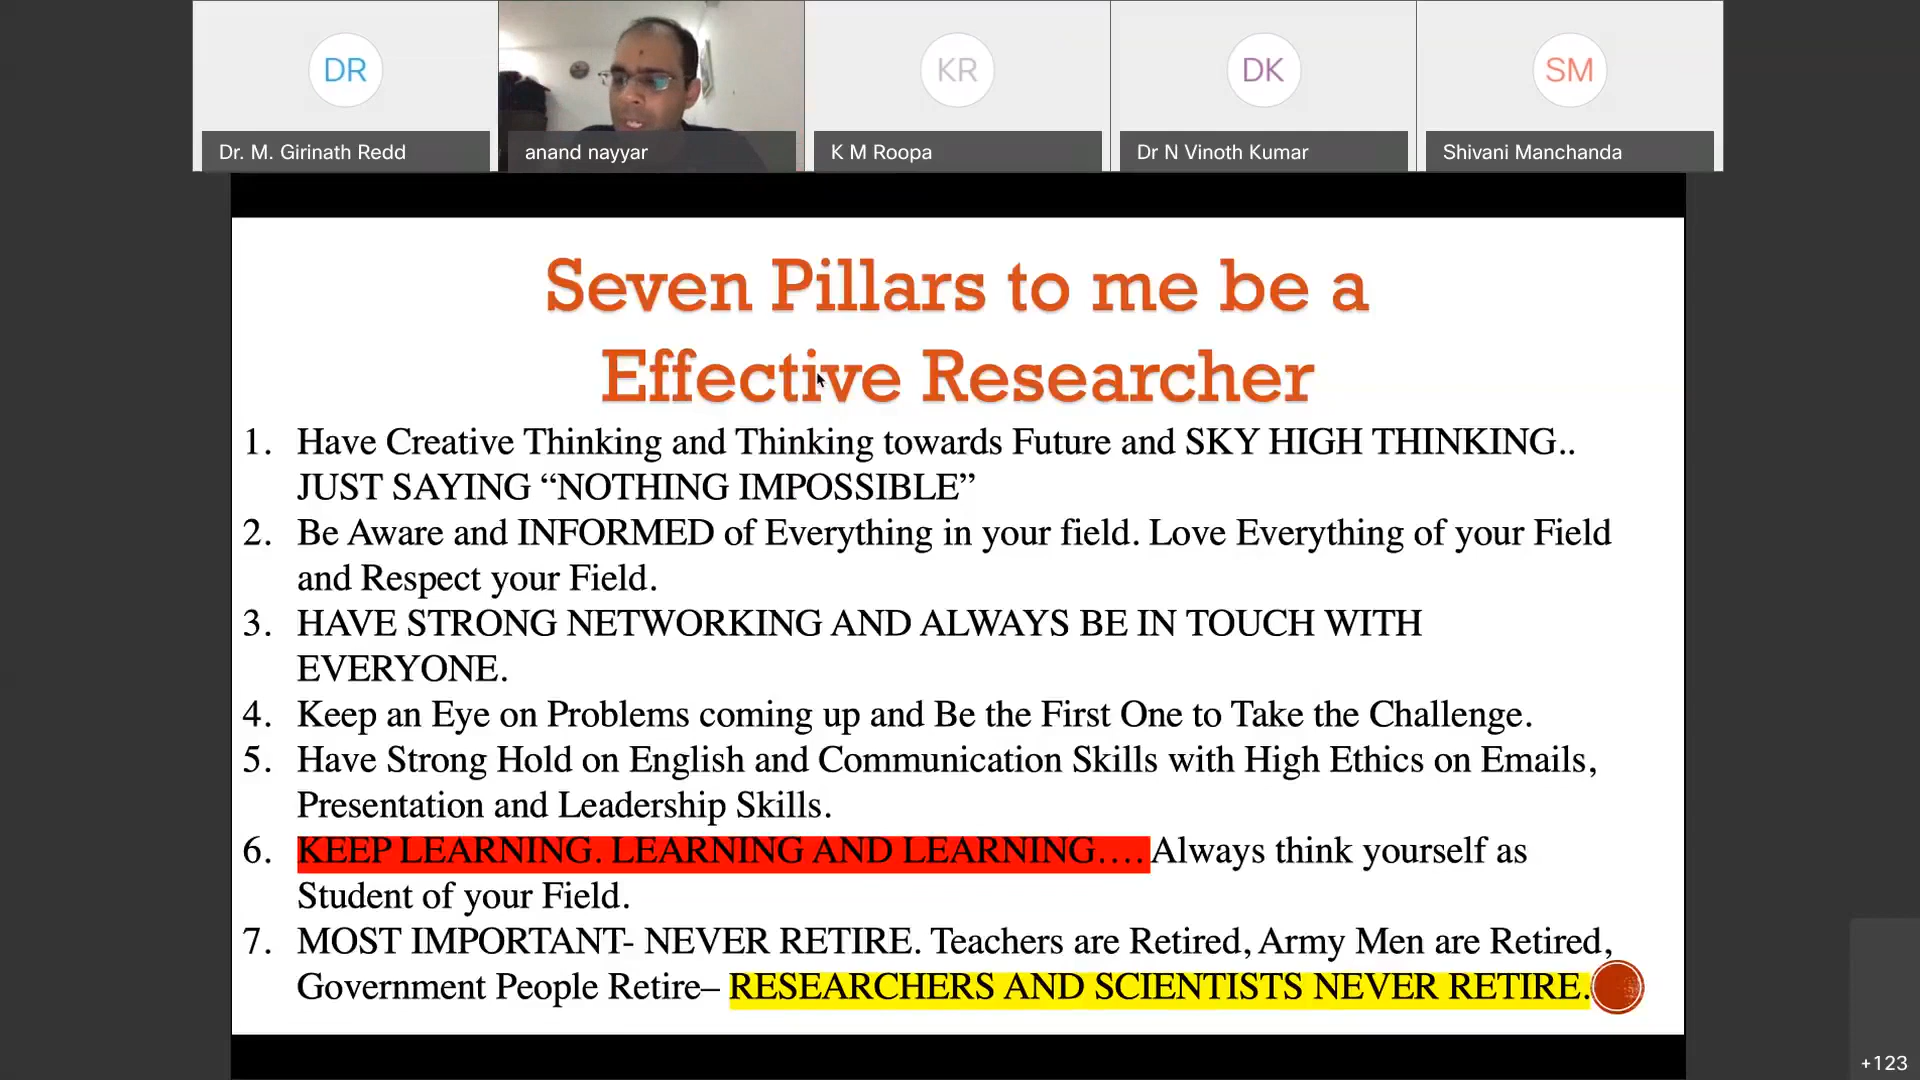 DR
KR
DK
SM
Dr. M. Girinath Redd
anand nayyar
K M Roopa
Dr N Vinoth Kumar
Shivani Manchanda
Seven Pillars to me be a
Effective Researcher
1. Have Creative Thinking and Thinking towards Future and SKY HIGH THINKING..
JUST SAYING “NOTHING IMPOSSIBLE”
2. Be Aware and INFORMED of Everything in your field. Love Everything of your Field
and Respect your Field.
3. HAVE STRONG NETWORKING AND ALWAYS BE IN TOUCH WITH
EVERYONE.
4. Keep an Eye on Problems coming up and Be the First One to Take the Challenge.
5. Have Strong Hold on English and Communication Skills with High Ethics on Emails,
Presentation and Leadership Skills.
6. KEEP LEARNING. LEARNING AND LEARNING.... Always think yourself as
Student of your Field.
7. MOST IMPORTANT- NEVER RETIRE. Teachers are Retired, Army Men are Retired,
Government People Retire– RESEARCHERS AND SCIENTISTS NEVER RETIRE.
+123